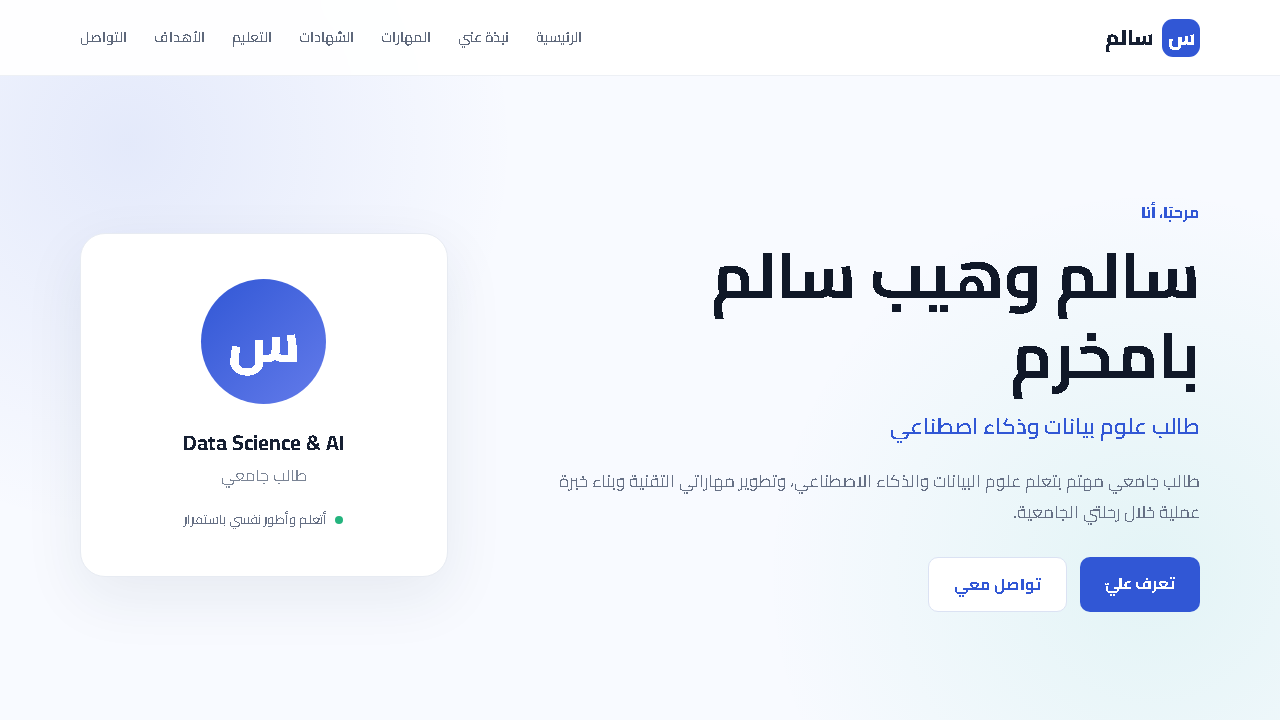 س
سالم
الرئيسية
نبذة عني
المهارات
الشهادات
التعليم
الأهداف
التواصل
مرحبًا، أنا
سالم وهيب سالم
بامخرم
طالب علوم بيانات وذكاء اصطناعي
طالب جامعي مهتم بتعلم علوم البيانات والذكاء الاصطناعي، وتطوير مهاراتي التقنية وبناء خبرة
عملية خلال رحلتي الجامعية.
تعرف عليّ
تواصل معي
س
Data Science & AI
طالب جامعي
أتعلم وأطور نفسي باستمرار